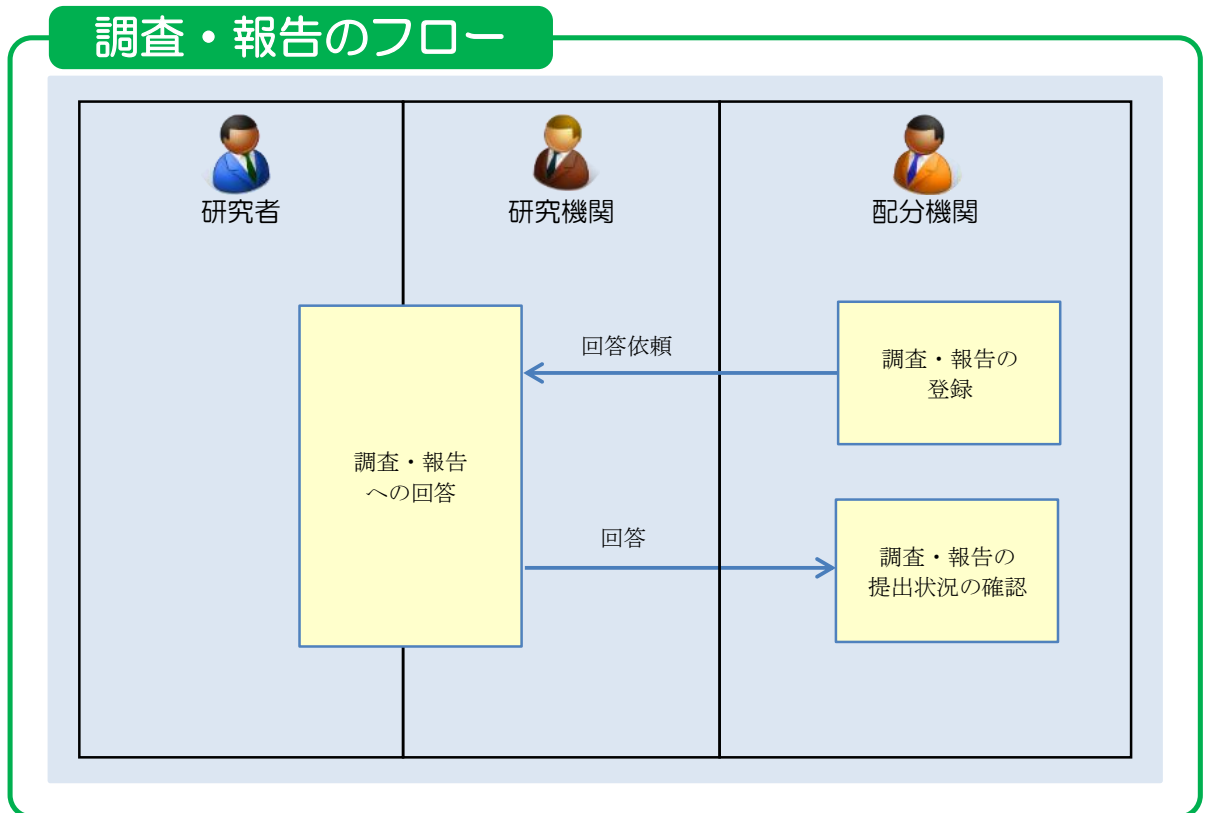 調査・報告のフロー
研究者
研究機関
配分機関
回答依頼
調査・報告の
登録
調査・報告
への回答
回答
調査・報告の
提出状況の確認